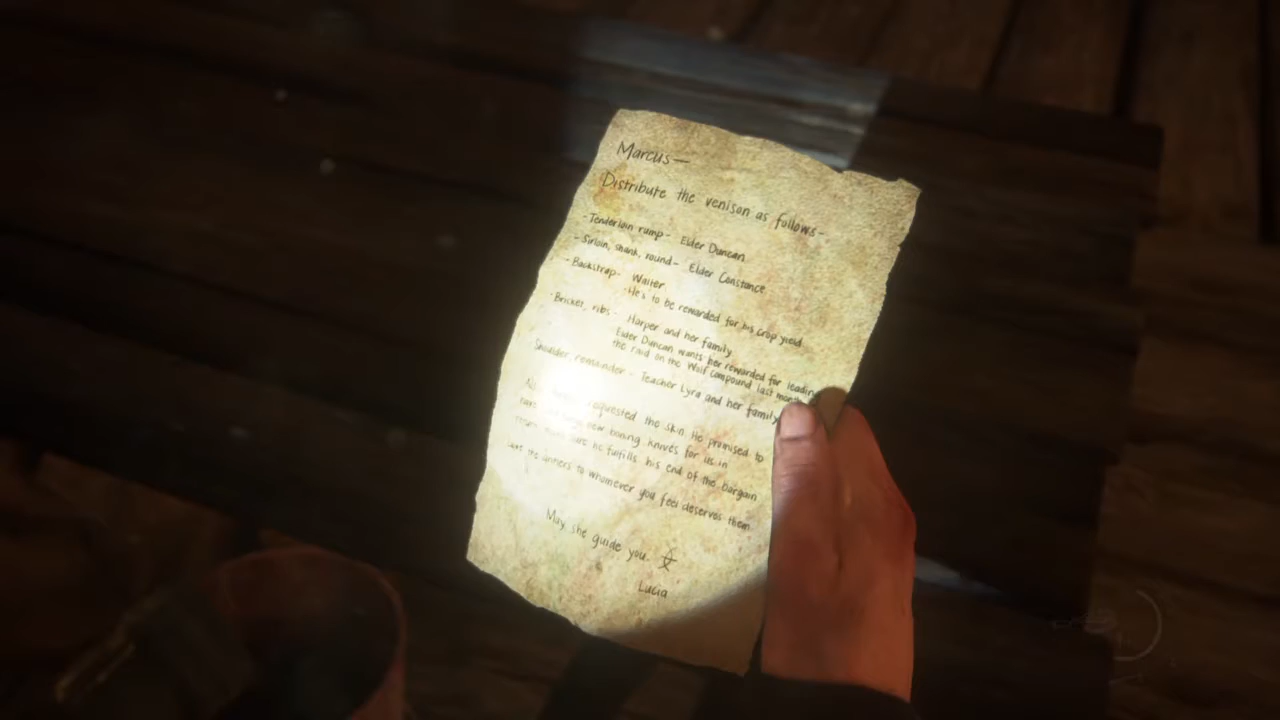 Marcus—
Distribute the venison as follows-
-Tenderloin rump- Elder Duncan
-Sirloin, shank, round- Elder Constance
-Backstrap- Walter
He's to be rewarded for his crop yield
-Bricket, ribs- Harper and her family
Elder Duncan wants her rewarded for leading
the raid on the Wolf compound last month
Shoulder, remainder- Teacher Lyra and her family
requested the skin. He promised to
new boning knives for us in
sure he fulfills his end of the bargain
the innards to whomever you feel deserves them
May she guide you.
Lucia